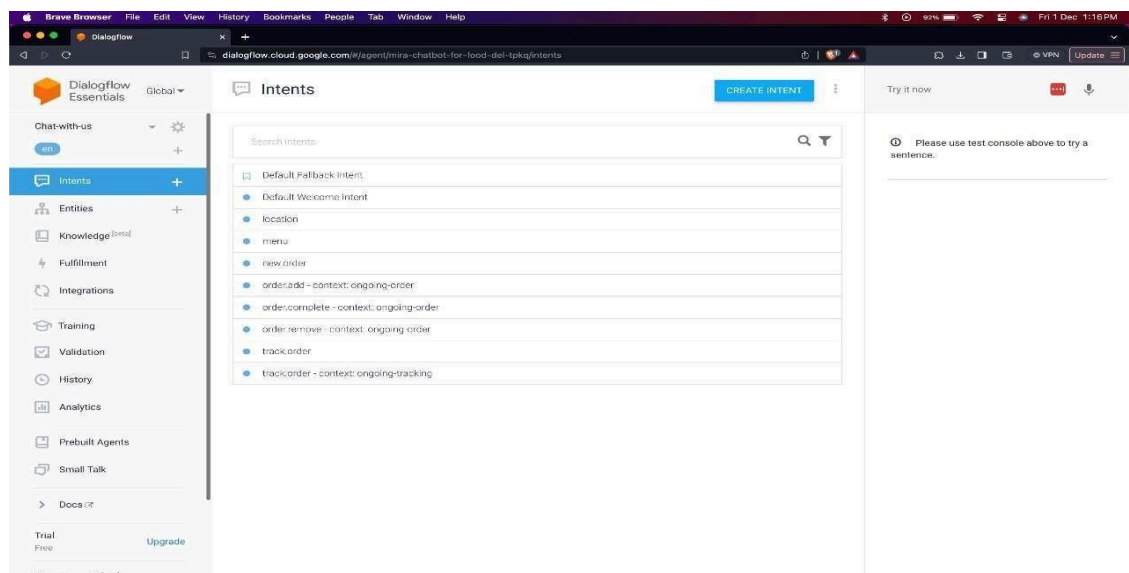 Brave Browser File Edit View History Bookmarks People Tab Window Help 92% Fri 1 Dec 1:16 PM
Dialogflow
dialogflow.cloud.google.com/#/agent/mira-chatbot-for-food-del-tpkq/intents VPN Update
Dialogflow Essentials Global
Intents
CREATE INTENT
Try it now
Chat-with-us
en
Search intents
Please use test console above to try a
sentence.
Intents
Entities
Knowledge [beta]
Fulfillment
Integrations
Training
Validation
History
Analytics
Prebuilt Agents
Small Talk
Docs
Trial
Free
Upgrade
Default Fallback Intent
Default Welcome Intent
location
menu
new.order
order.add - context: ongoing-order
order.complete - context: ongoing-order
order.remove - context: ongoing-order
track.order
track.order - context: ongoing-tracking